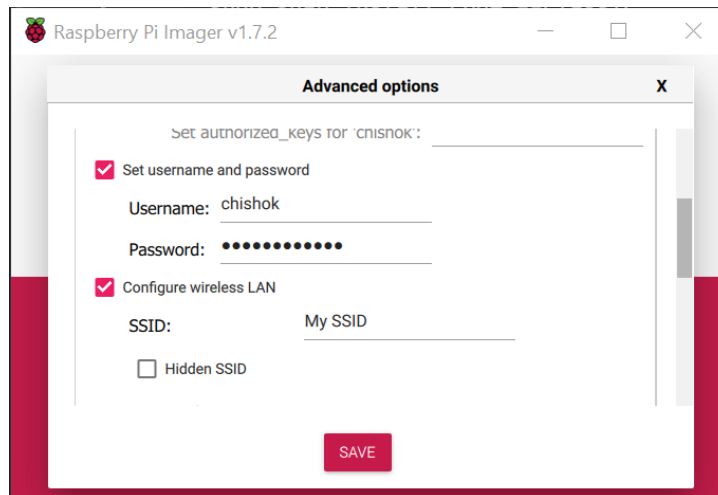 Raspberry Pi Imager v1.7.2
Advanced options
X
Set authorized_keys for 'chishok':
Set username and password
Username: chishok
Password: ••••••••••••
Configure wireless LAN
SSID: My SSID
Hidden SSID
SAVE